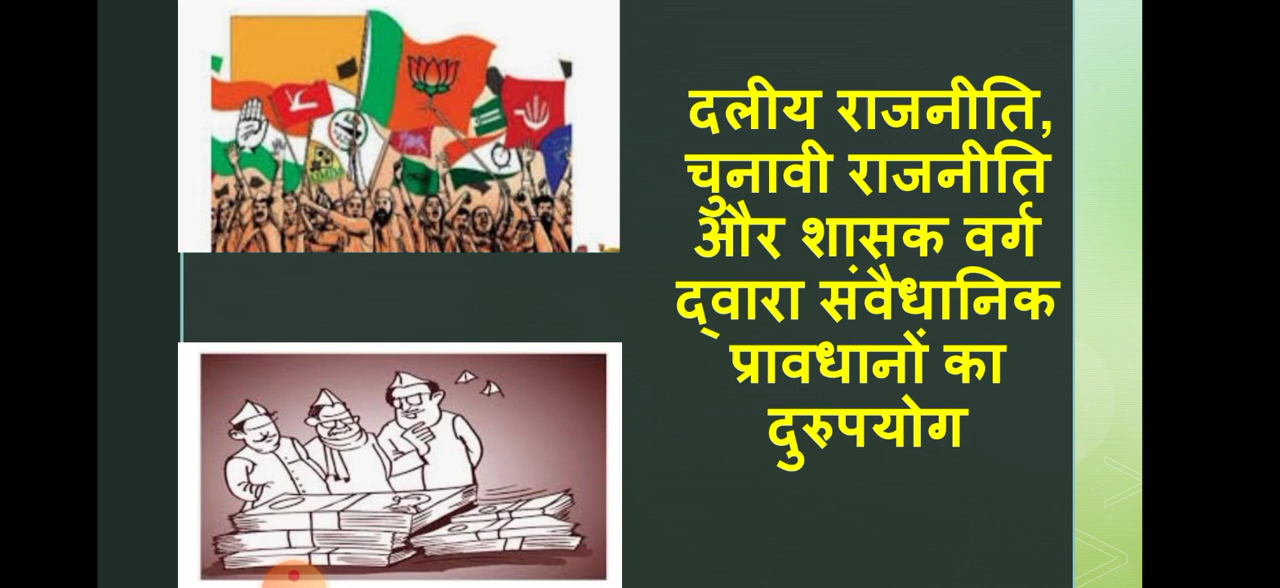 दलीय राजनीति,
चुनावी राजनीति
और शासक वर्ग
द्वारा संवैधानिक
प्रावधानों का
दुरुपयोग